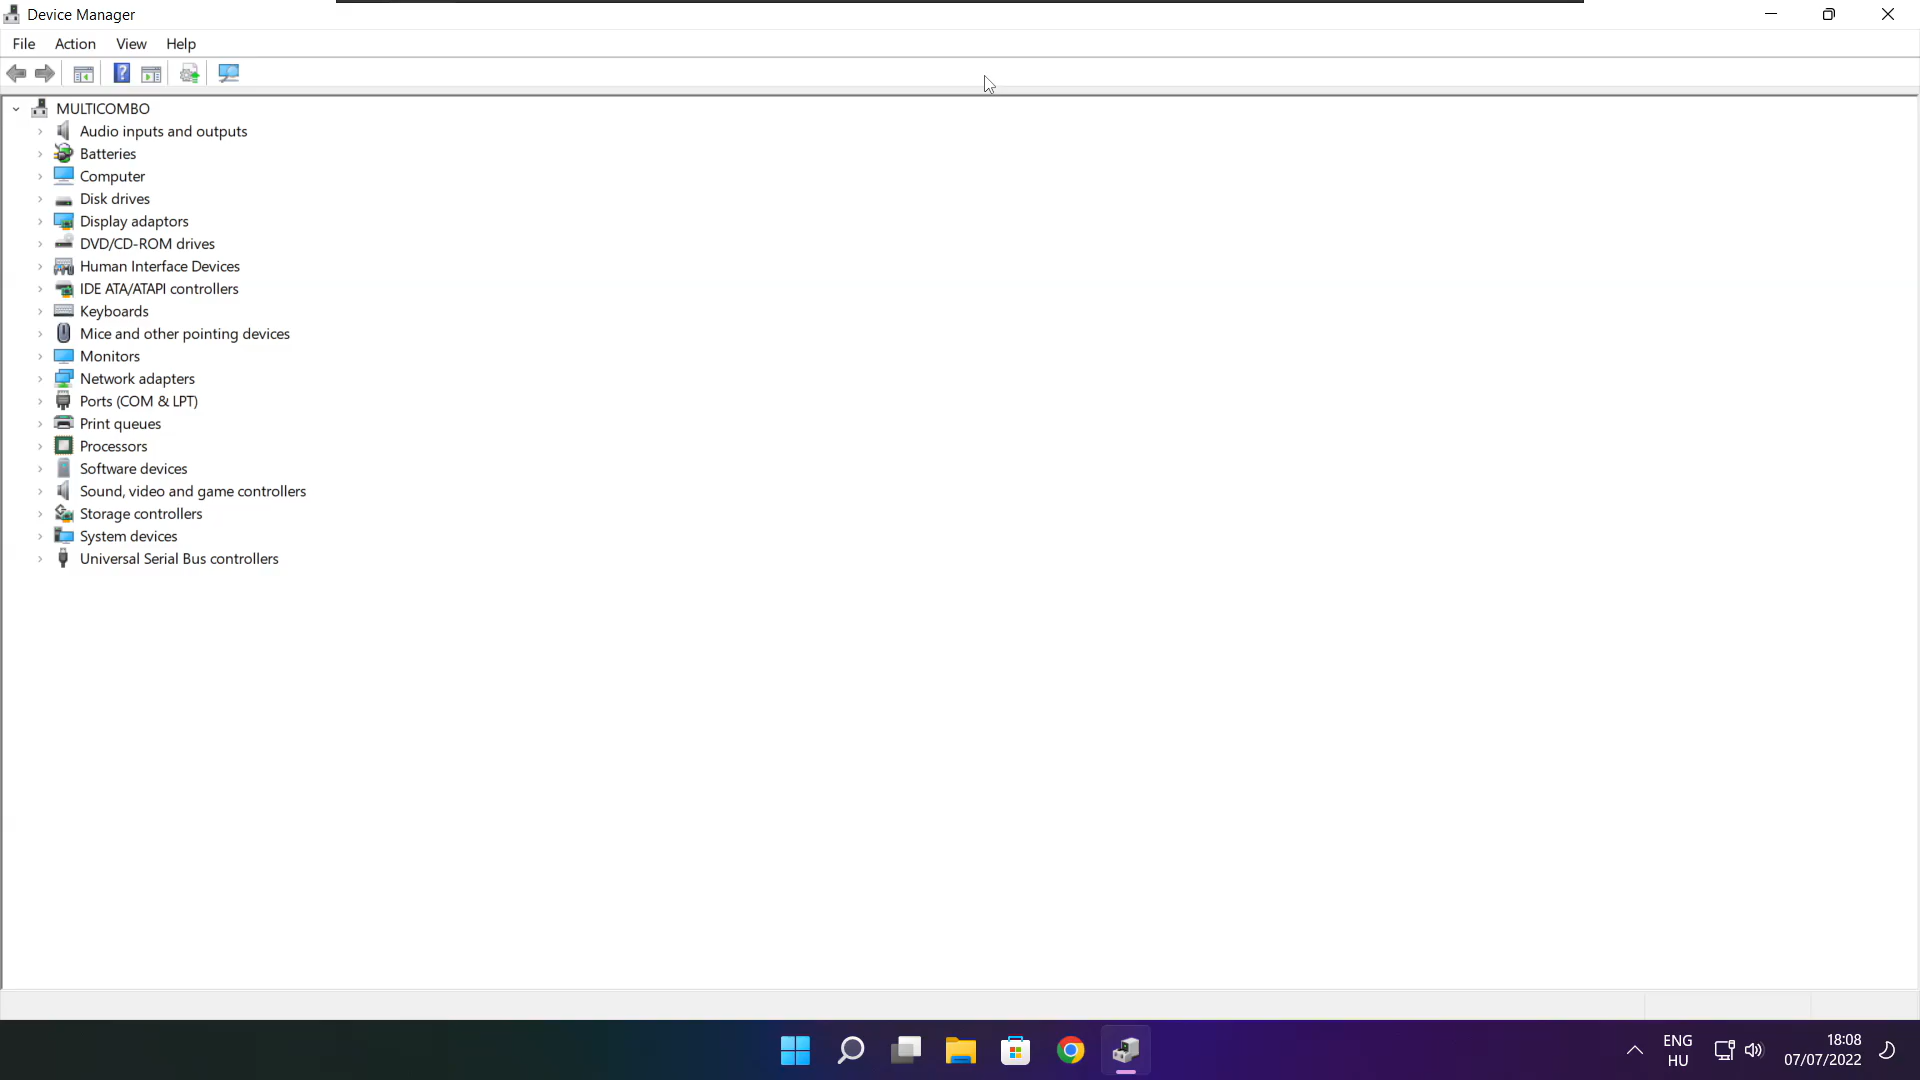 Device Manager
File Action View Help
MULTICOMBO
Audio inputs and outputs
Batteries
Computer
Disk drives
Display adaptors
DVD/CD-ROM drives
Human Interface Devices
IDE ATA/ATAPI controllers
Keyboards
Mice and other pointing devices
Monitors
Network adapters
Ports (COM & LPT)
Print queues
Processors
Software devices
Sound, video and game controllers
Storage controllers
System devices
Universal Serial Bus controllers
ENG 18:08
HU 07/07/2022